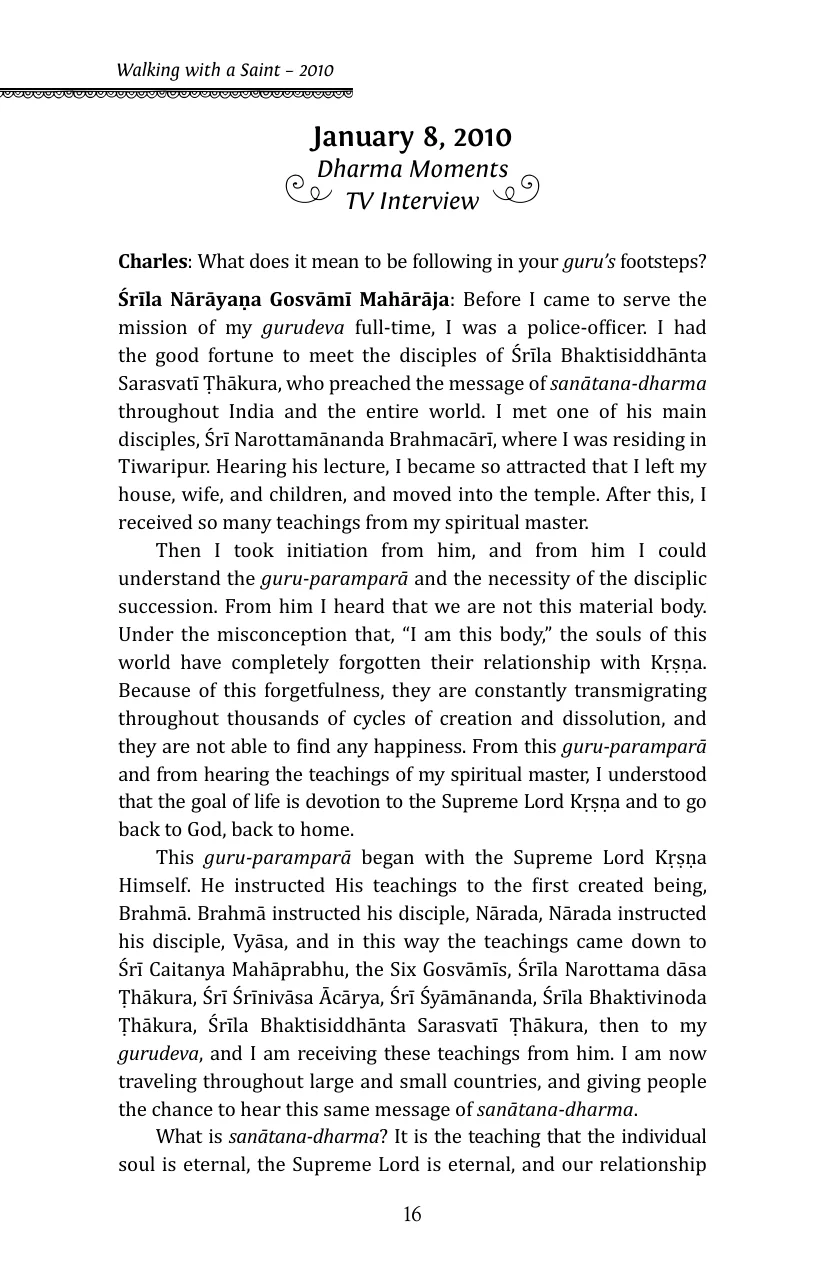 Walking with a Saint – 2010
January 8, 2010
Dharma Moments
TV Interview
Charles: What does it mean to be following in your guru’s footsteps?
Śrīla Nārāyaṇa Gosvāmī Mahārāja: Before I came to serve the
mission of my gurudeva full-time, I was a police-officer. I had
the good fortune to meet the disciples of Śrīla Bhaktisiddhānta
Sarasvatī Ṭhākura, who preached the message of sanātana-dharma
throughout India and the entire world. I met one of his main
disciples, Śrī Narottamānanda Brahmacārī, where I was residing in
Tiwaripur. Hearing his lecture, I became so attracted that I left my
house, wife, and children, and moved into the temple. After this, I
received so many teachings from my spiritual master.
Then I took initiation from him, and from him I could
understand the guru-paramparā and the necessity of the disciplic
succession. From him I heard that we are not this material body.
Under the misconception that, “I am this body,” the souls of this
world have completely forgotten their relationship with Kṛṣṇa.
Because of this forgetfulness, they are constantly transmigrating
throughout thousands of cycles of creation and dissolution, and
they are not able to find any happiness. From this guru-paramparā
and from hearing the teachings of my spiritual master, I understood
that the goal of life is devotion to the Supreme Lord Kṛṣṇa and to go
back to God, back to home.
This guru-paramparā began with the Supreme Lord Kṛṣṇa
Himself. He instructed His teachings to the first created being,
Brahmā. Brahmā instructed his disciple, Nārada, Nārada instructed
his disciple, Vyāsa, and in this way the teachings came down to
Śrī Caitanya Mahāprabhu, the Six Gosvāmīs, Śrīla Narottama dāsa
Ṭhākura, Śrī Śrīnivāsa Ācārya, Śrī Śyāmānanda, Śrīla Bhaktivinoda
Ṭhākura, Śrīla Bhaktisiddhānta Sarasvatī Ṭhākura, then to my
gurudeva, and I am receiving these teachings from him. I am now
traveling throughout large and small countries, and giving people
the chance to hear this same message of sanātana-dharma.
What is sanātana-dharma? It is the teaching that the individual
soul is eternal, the Supreme Lord is eternal, and our relationship
16